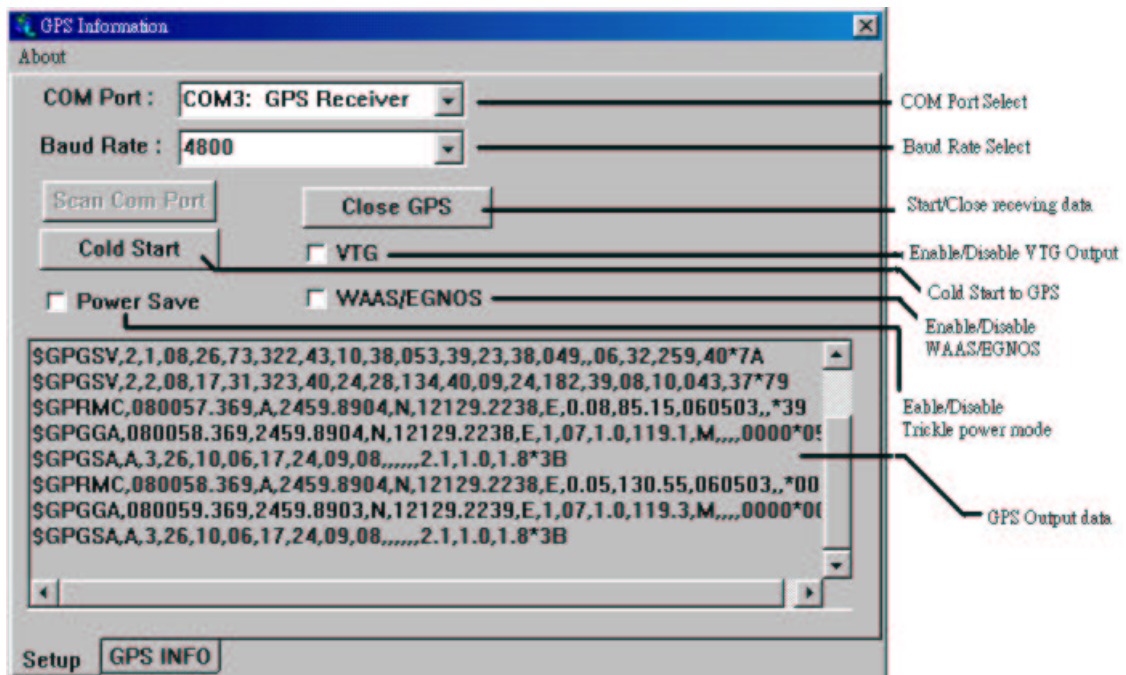 GPS Information
About
COM Port : COM3: GPS Receiver
COM Port Select
Baud Rate : 4800
Baud Rate Select
Scan Com Port
Close GPS
Start/Close receving data
Cold Start
VTG
Enable/Disable VTG Output
Cold Start to GPS
Power Save
WAAS/EGNOS
Enable/Disable
WAAS/EGNOS
$GPGSV,2,1,08,26,73,322,43,10,38,053,39,23,38,049,,06,32,259,40*7A
$GPGSV,2,2,08,17,31,323,40,24,28,134,40,09,24,182,39,08,10,043,37*79
$GPRMC,080057.369,A,2459.8904,N,12129.2238,E,0.08,85.15,060503,,*39
$GPGGA,080058.369,2459.8904,N,12129.2238,E,1,07,1.0,119.1,M,,,,0000*05
$GPGSA,A,3,26,10,06,17,24,09,08,,,,,,2.1,1.0,1.8*3B
$GPRMC,080058.369,A,2459.8904,N,12129.2238,E,0.05,130.55,060503,,*00
$GPGGA,080059.369,2459.8903,N,12129.2239,E,1,07,1.0,119.3,M,,,,0000*00
$GPGSA,A,3,26,10,06,17,24,09,08,,,,,,2.1,1.0,1.8*3B
Eable/Disable
Trickle power mode
GPS Output data
Setup
GPS INFO